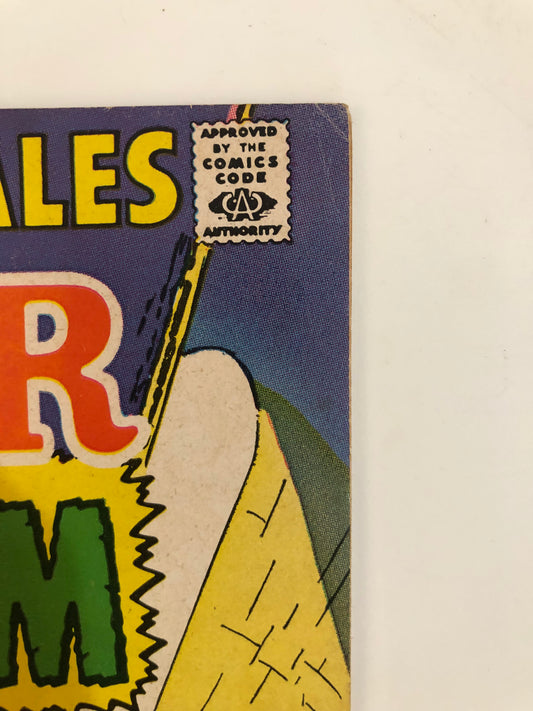 ALES
APPROVED
BY THE
COMICS
CODE
CA
AUTHORITY
R
M